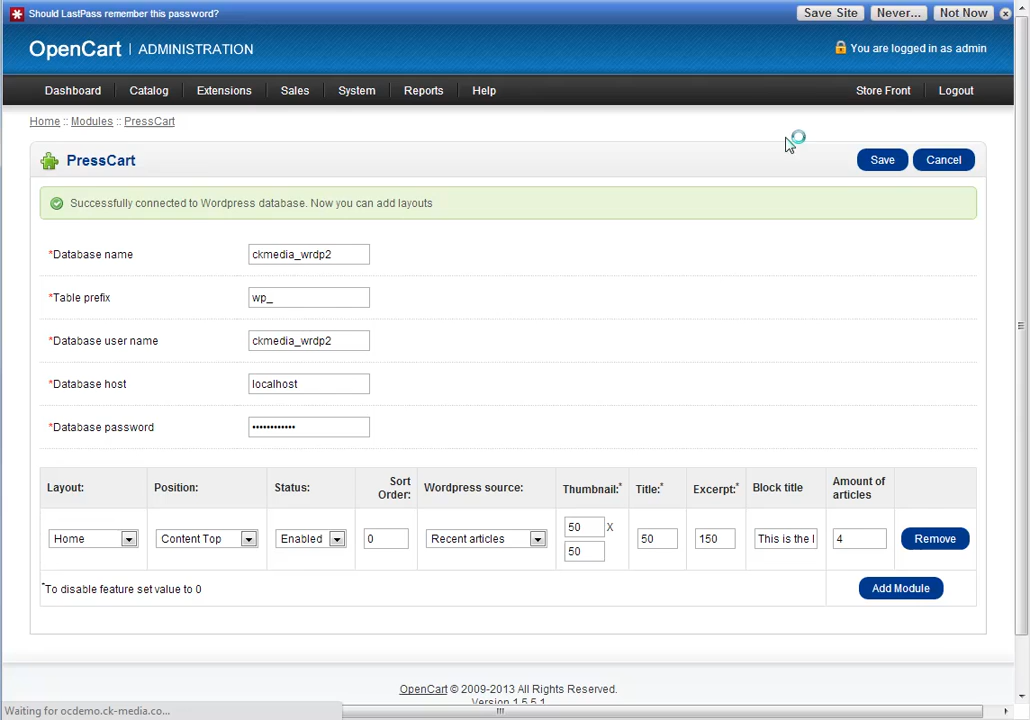 Should LastPass remember this password?
Save Site
Never...
Not Now
OpenCart | ADMINISTRATION
You are logged in as admin
Dashboard
Catalog
Extensions
Sales
System
Reports
Help
Store Front
Logout
Home :: Modules :: PressCart
PressCart
Save
Cancel
Successfully connected to Wordpress database. Now you can add layouts
*Database name
ckmedia_wrdp2
*Table prefix
wp_
*Database user name
ckmedia_wrdp2
*Database host
localhost
*Database password
••••••••••••
Layout:
Position:
Status:
Sort
Order:
Wordpress source:
Thumbnail:*
Title:*
Excerpt:*
Block title
Amount of
articles
Home
Content Top
Enabled
0
Recent articles
50 X
50
50
150
This is the l
4
Remove
*To disable feature set value to 0
Add Module
OpenCart © 2009-2013 All Rights Reserved.
Version 1.5.5.1
Waiting for ocdemo.ck-media.co...